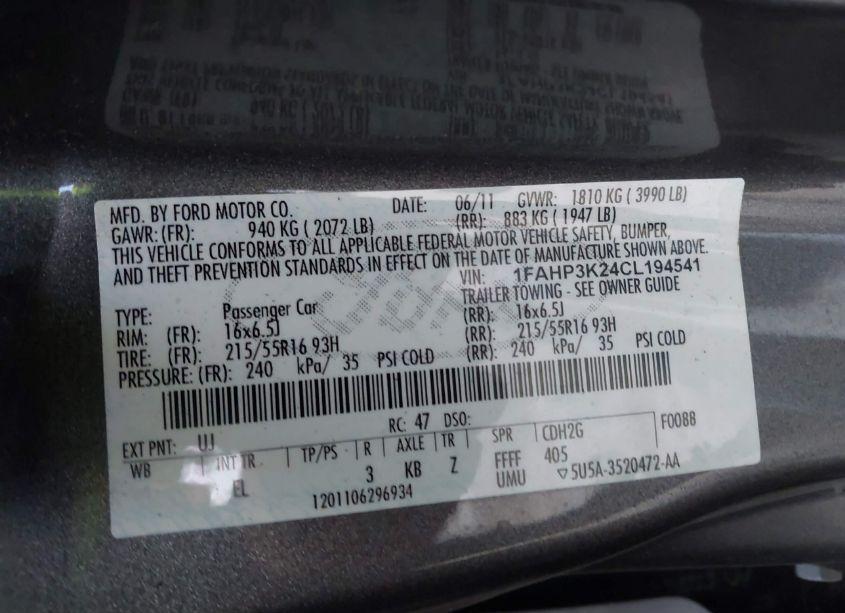 MFD. BY FORD MOTOR CO. DATE: 06/11 GVWR: 1810 KG ( 3990 LB)
GAWR: (FR): 940 KG ( 2072 LB) (RR): 883 KG ( 1947 LB)
THIS VEHICLE CONFORMS TO ALL APPLICABLE FEDERAL MOTOR VEHICLE SAFETY, BUMPER,
AND THEFT PREVENTION STANDARDS IN EFFECT ON THE DATE OF MANUFACTURE SHOWN ABOVE.
VIN: 1FAHP3K24CL194541
TRAILER TOWING - SEE OWNER GUIDE
TYPE: Passenger Car
RIM: (FR): 16x6.5J (RR): 16x6.5J
TIRE: (FR): 215/55R16 93H (RR): 215/55R16 93H
PRESSURE: (FR): 240 kPa/ 35 PSI COLD (RR): 240 kPa/ 35 PSI COLD
RC: 47 DSO: F0088
EXT PNT: UJ
WB INT TR TP/PS R AXLE TR SPR CDH2G
EL 3 KB Z FFFF 405
UMU 5U5A-3520472-AA
1201106296934